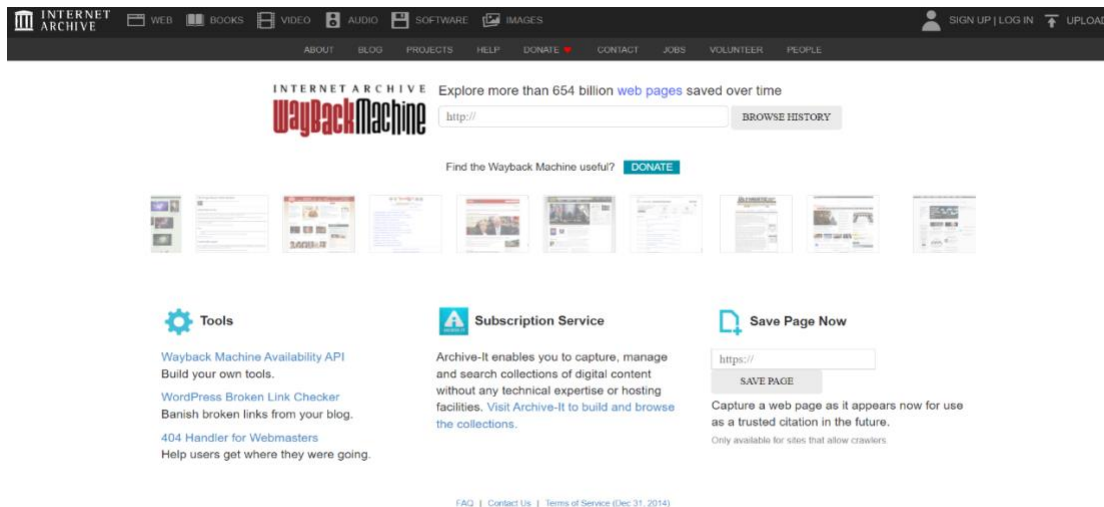 INTERNET ARCHIVE
WEB BOOKS VIDEO AUDIO SOFTWARE IMAGES
SIGN UP | LOG IN UPLOAD
ABOUT BLOG PROJECTS HELP DONATE CONTACT JOBS VOLUNTEER PEOPLE
INTERNET ARCHIVE
WayBackMachine
Explore more than 654 billion web pages saved over time
http://
BROWSE HISTORY
Find the Wayback Machine useful? DONATE
Tools
Wayback Machine Availability API
Build your own tools.
WordPress Broken Link Checker
Banish broken links from your blog.
404 Handler for Webmasters
Help users get where they were going.
Subscription Service
Archive-It enables you to capture, manage
and search collections of digital content
without any technical expertise or hosting
facilities. Visit Archive-It to build and browse
the collections.
Save Page Now
https://
SAVE PAGE
Capture a web page as it appears now for use
as a trusted citation in the future.
Only available for sites that allow crawlers.
FAQ | Contact Us | Terms of Service (Dec 31, 2014)